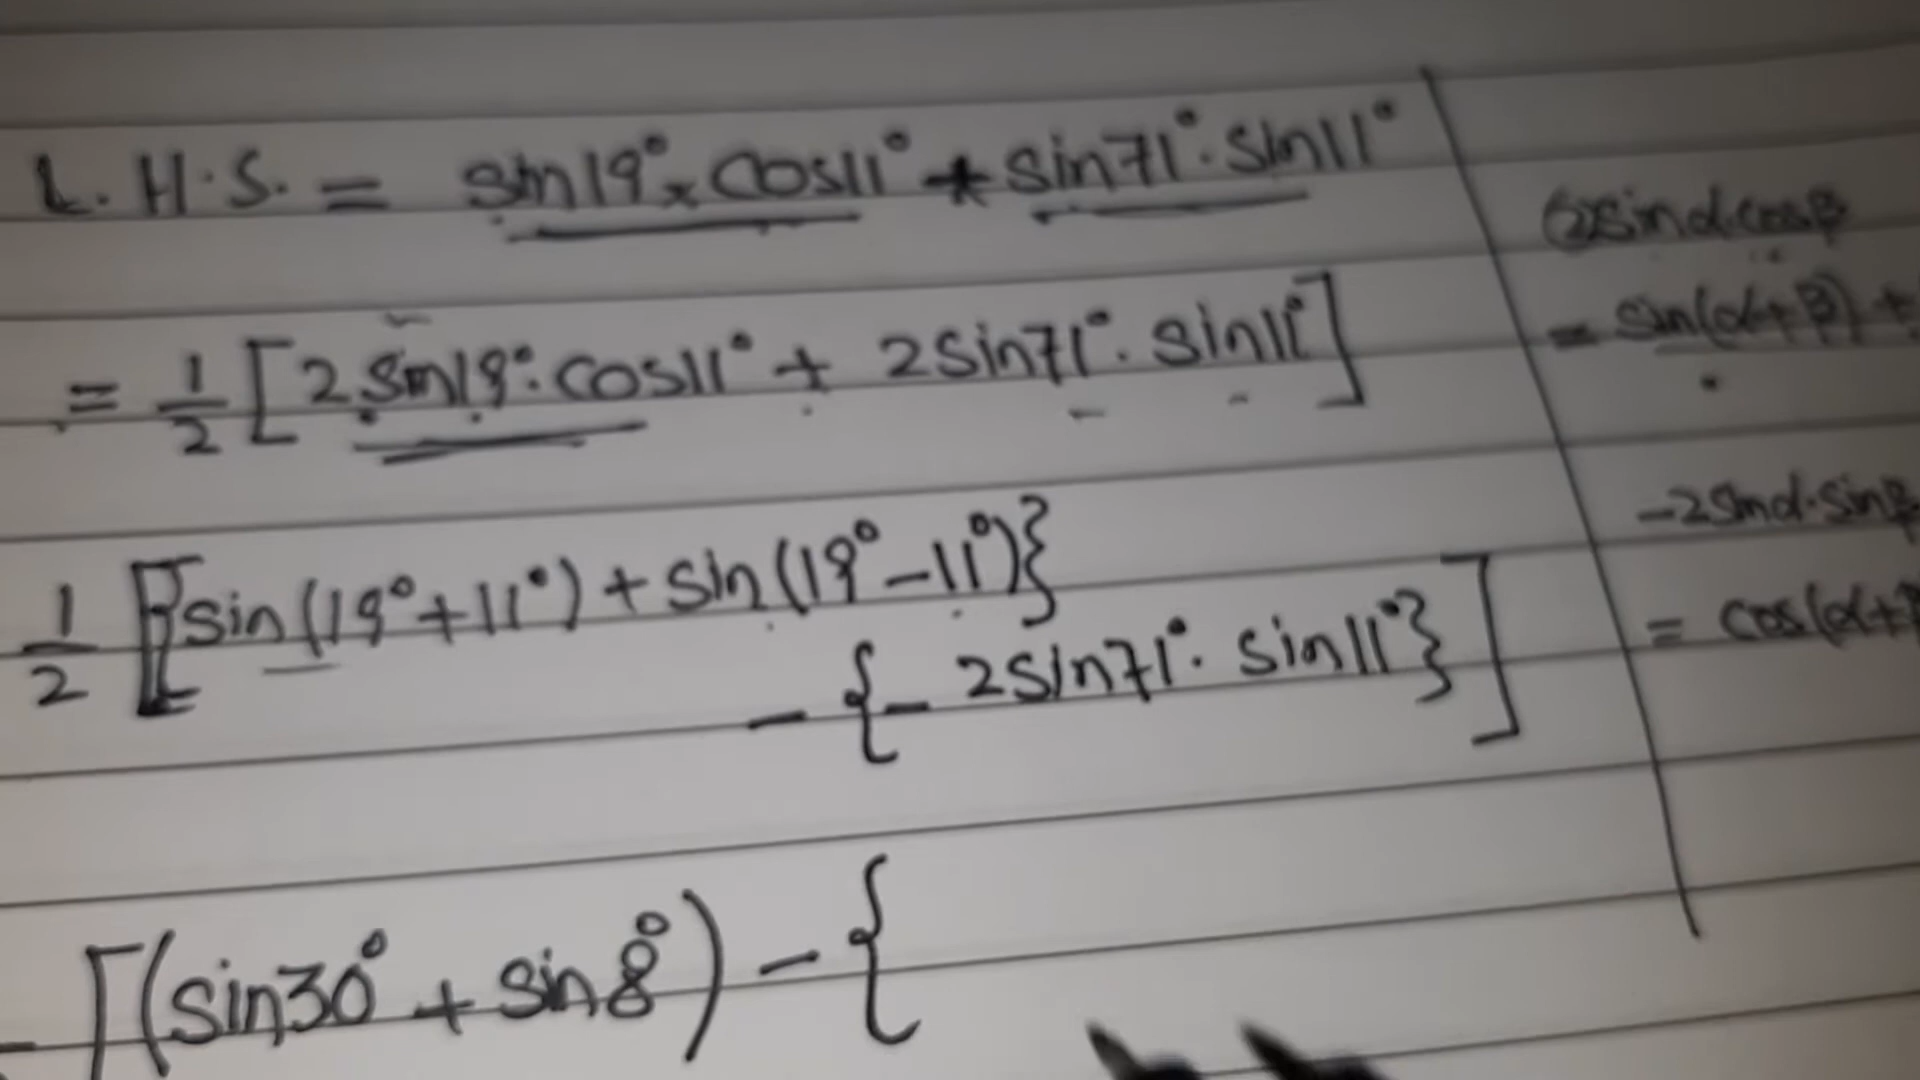 L.H.S. = sin19°×cos11° + sin71°·sin11°
= 1/2 [2sin19°·cos11° + 2sin71°·sin11°]
1/2 [{sin(19°+11°) + sin(19°-11°)}
- {-2sin71°·sin11°}]
[(sin30° + sin8°) - {
2sinα·cosβ
= sin(α+β) +
-2sinα·sinβ
= cos(α+β